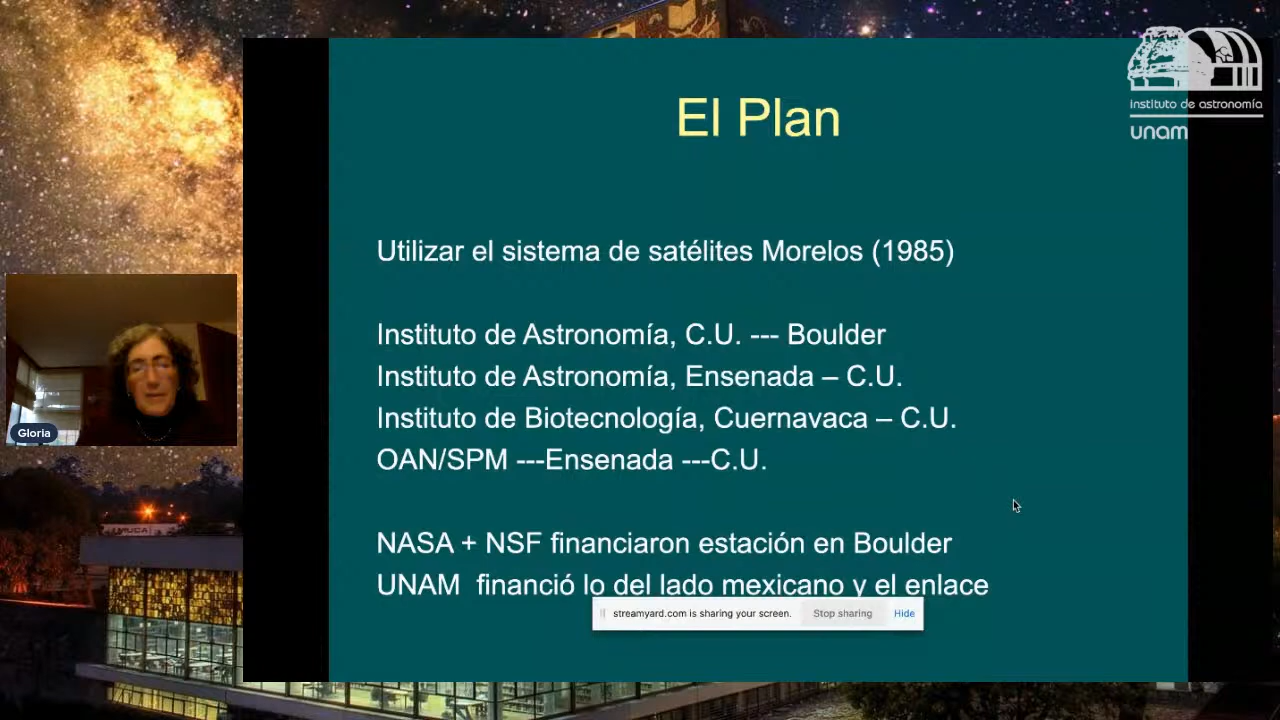 El Plan
instituto de astronomía
unam
Utilizar el sistema de satélites Morelos (1985)
Instituto de Astronomía, C.U. --- Boulder
Instituto de Astronomía, Ensenada – C.U.
Instituto de Biotecnología, Cuernavaca – C.U.
OAN/SPM ---Ensenada ---C.U.
NASA + NSF financiaron estación en Boulder
UNAM  financió lo del lado mexicano y el enlace
streamyard.com is sharing your screen. Stop sharing Hide
Gloria
MUCA